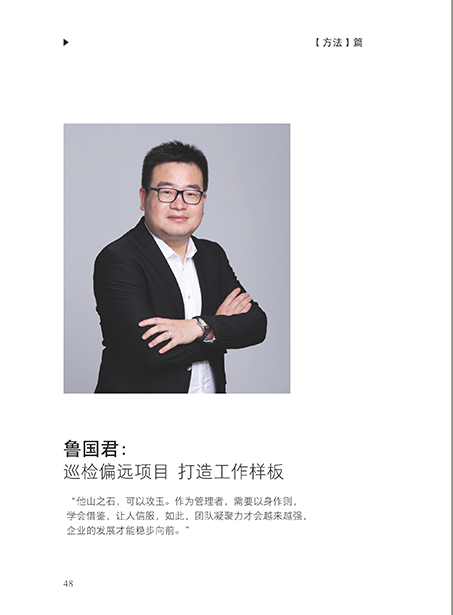 【方法】篇
鲁国君：
巡检偏远项目 打造工作样板
“他山之石，可以攻玉。作为管理者，需要以身作则，
学会借鉴，让人信服，如此，团队凝聚力才会越来越强，
企业的发展才能稳步向前。”
48